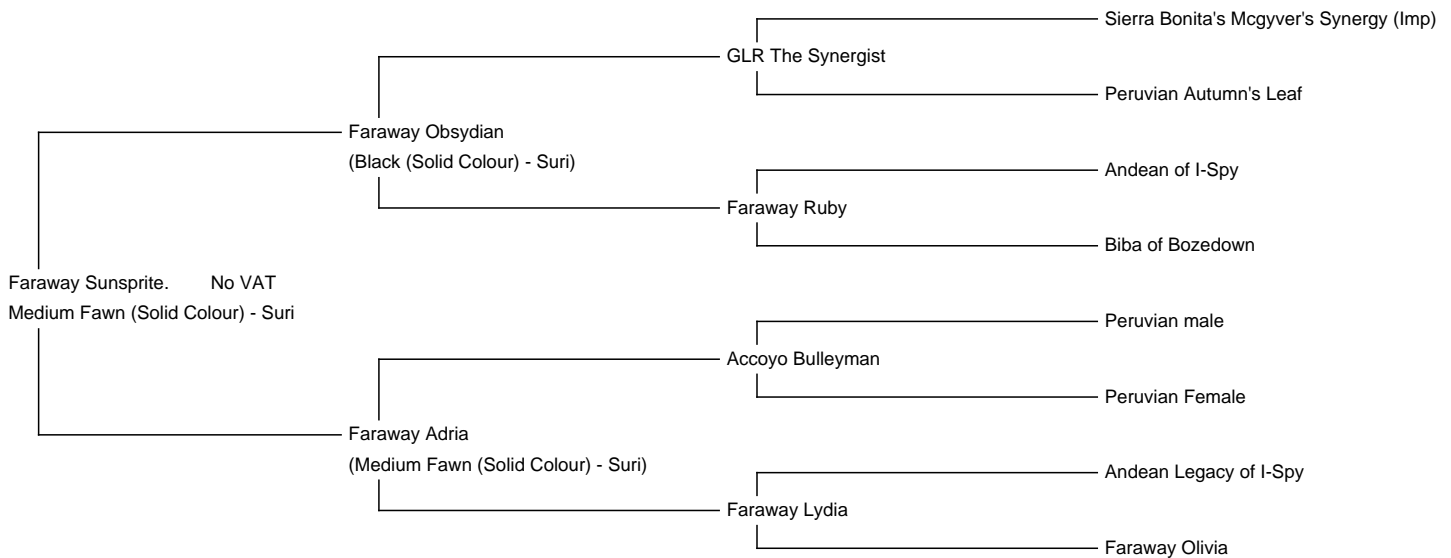 Sierra Bonita's Mcgyver's Synergy (Imp)
GLR The Synergist
Peruvian Autumn's Leaf
Faraway Obsydian
(Black (Solid Colour) - Suri)
Andean of I-Spy
Faraway Ruby
Biba of Bozedown
Faraway Sunsprite. No VAT
Medium Fawn (Solid Colour) - Suri
Peruvian male
Accoyo Bulleyman
Peruvian Female
Faraway Adria
(Medium Fawn (Solid Colour) - Suri)
Andean Legacy of I-Spy
Faraway Lydia
Faraway Olivia